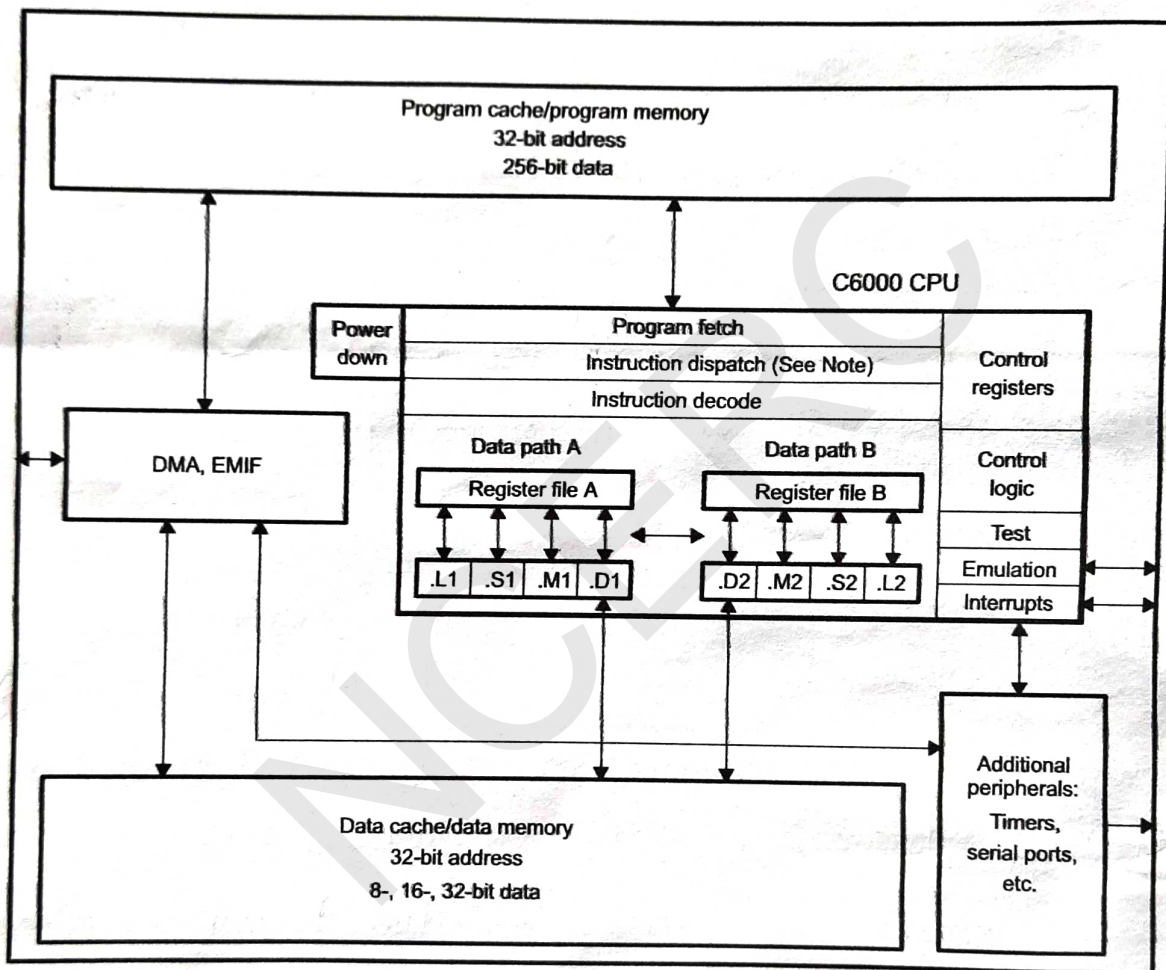 Program cache/program memory
32-bit address
256-bit data
C6000 CPU
Power
down
Program fetch
Instruction dispatch (See Note)
Instruction decode
Control
registers
DMA, EMIF
Data path A
Data path B
Register file A
Register file B
Control
logic
Test
Emulation
Interrupts
.L1 .S1 .M1 .D1
.D2 .M2 .S2 .L2
Data cache/data memory
32-bit address
8-, 16-, 32-bit data
Additional
peripherals:
Timers,
serial ports,
etc.
NCERC